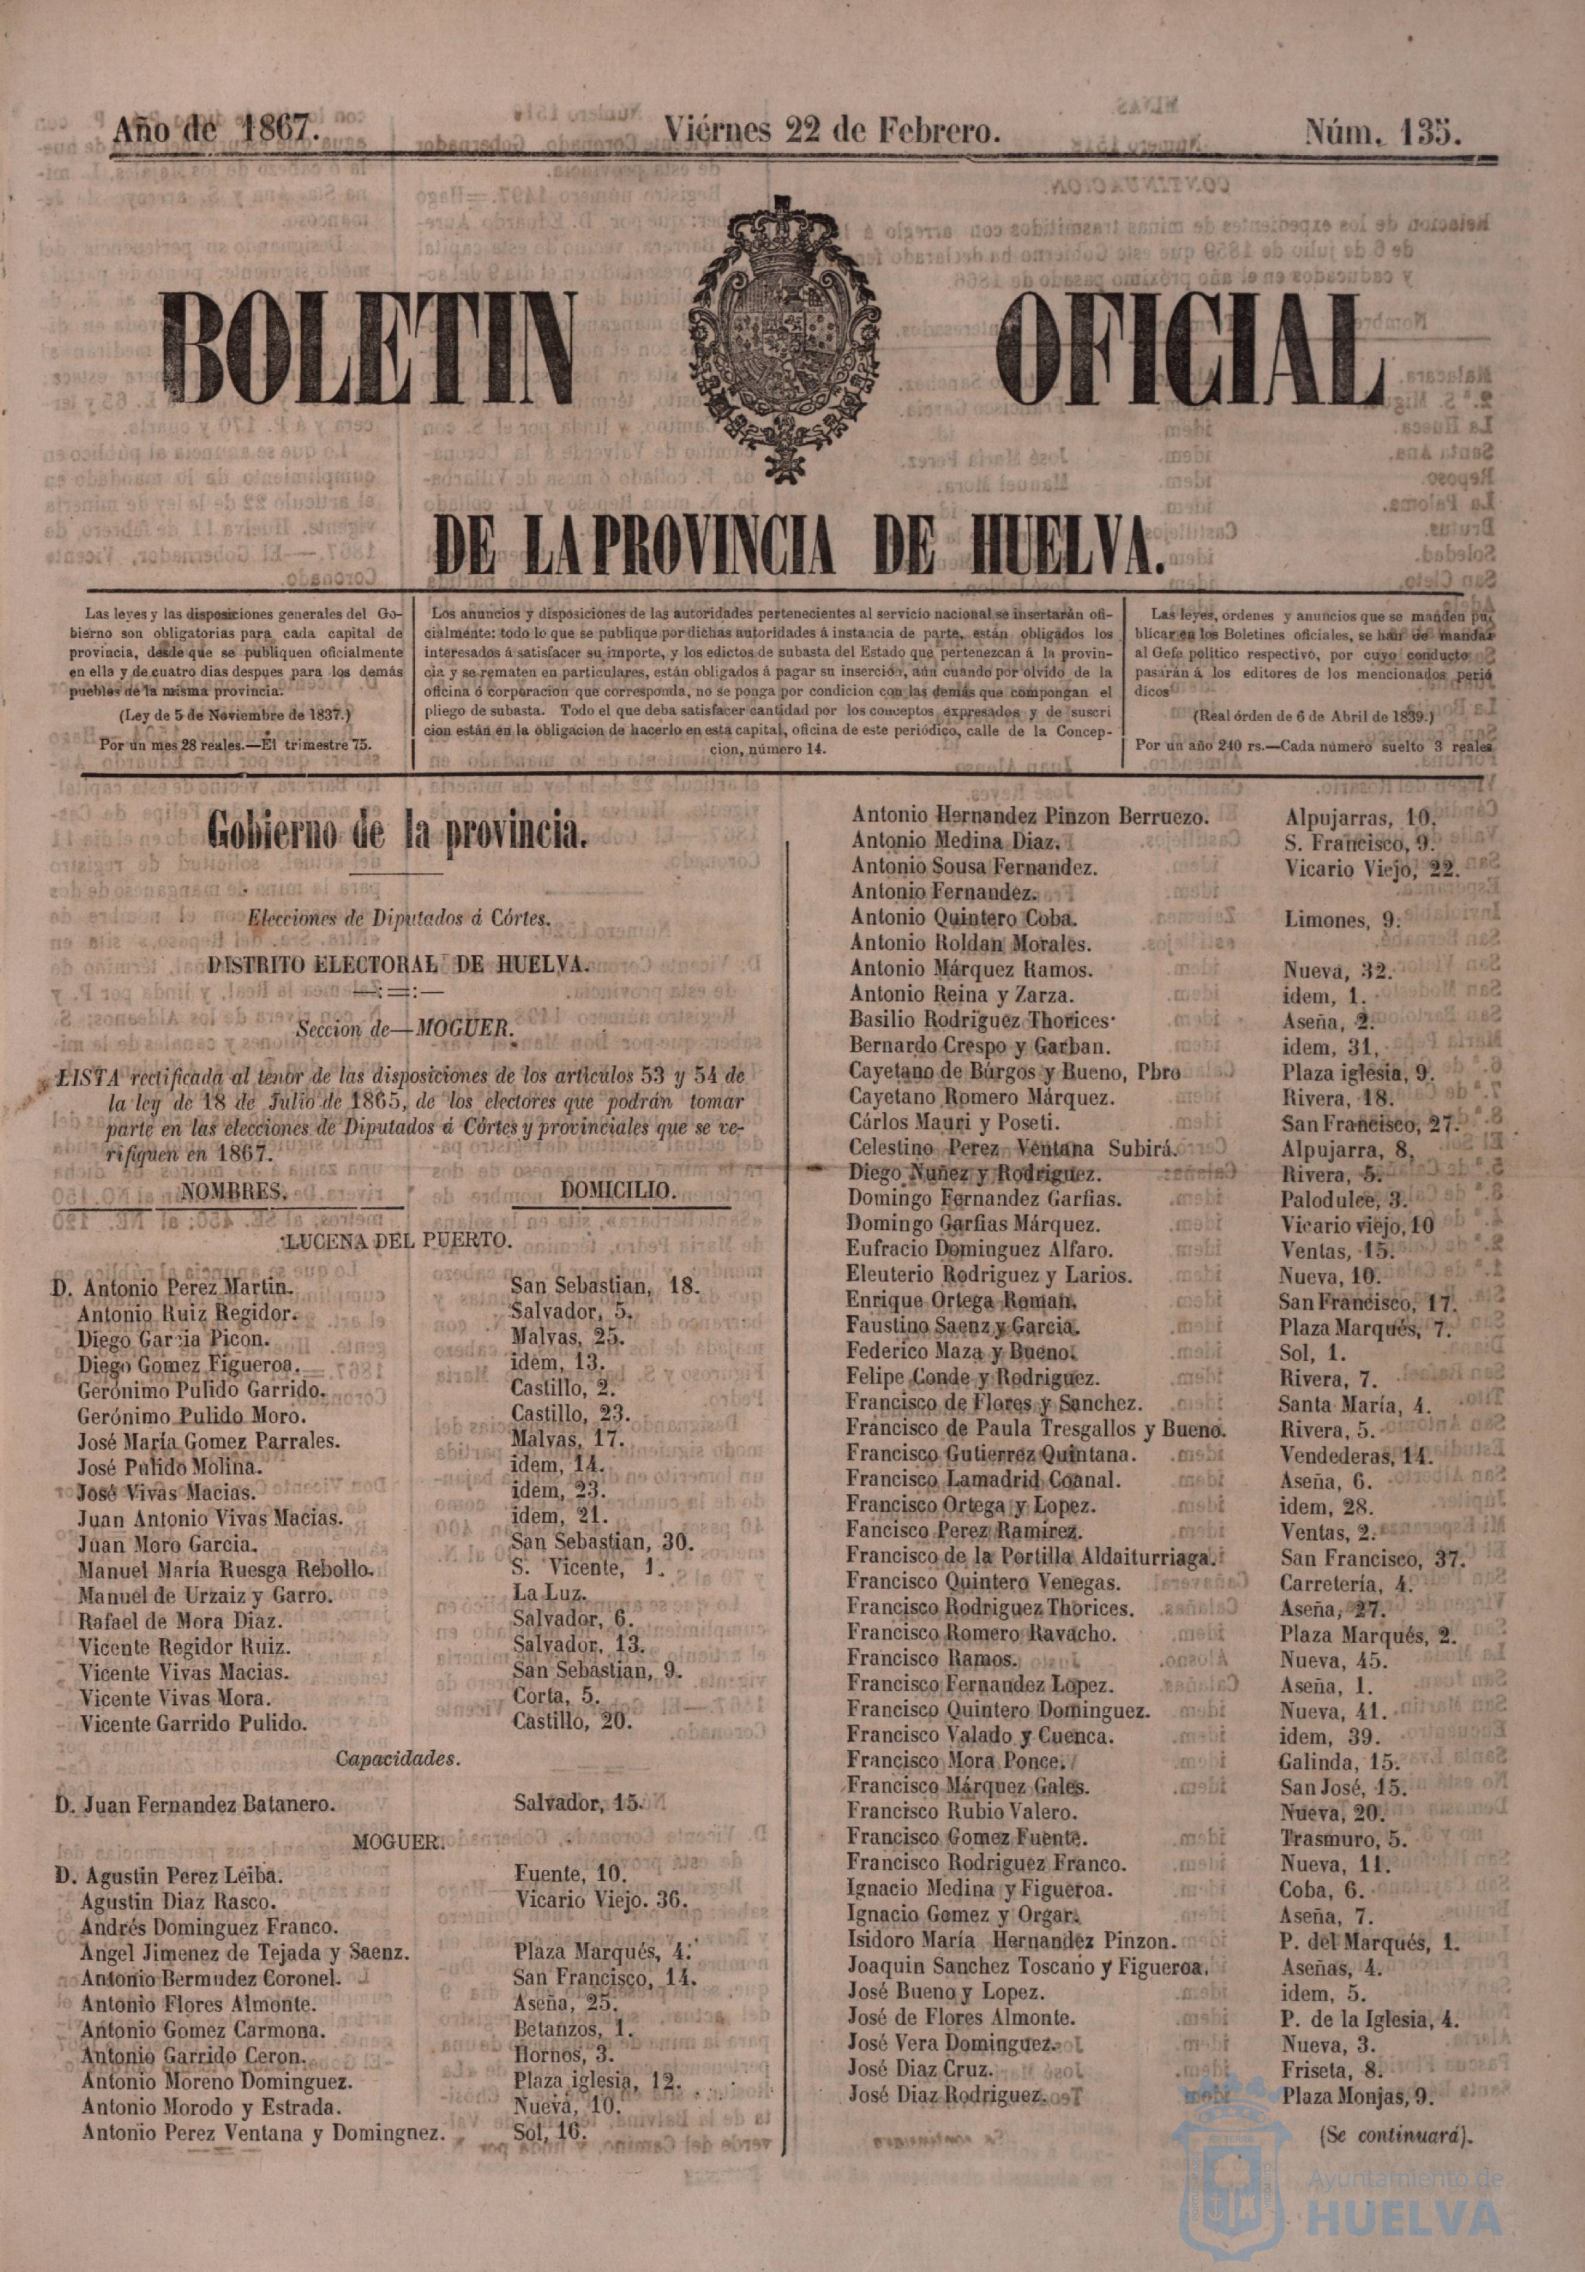 Año de 1867. Viérnes 22 de Febrero. Núm. 135.
BOLETIN OFICIAL
DE LA PROVINCIA DE HUELVA.
Las leyes y las disposiciones generales del Go-
bierno son obligatorias para cada capital de
provincia, desde que se publiquen oficialmente
en ella y de cuatro dias despues para los demás
pueblos de la misma provincia.
(Ley de 5 de Noviembre de 1837.)
Por un mes 28 reales.—El trimestre 75.
Los anuncios y disposiciones de las autoridades pertenecientes al servicio nacional se insertarán ofi-
cialmente: todo lo que se publique por dichas autoridades á instancia de parte, están obligados los
interesados á satisfacer su importe, y los edictos de subasta del Estado que pertenezcan á la provin-
cia y se rematen en particulares, están obligados á pagar su inserción, aún cuando por olvido de la
oficina ó corporacion que corresponda, no se ponga por condicion con las demás que compongan el
pliego de subasta. Todo el que deba satisfacer cantidad por los conceptos expresados y de suscri
cion están en la obligacion de hacerlo en esta capital, oficina de este periódico, calle de la Concep-
cion, número 14.
Las leyes, ordenes y anuncios que se manden pu
blicar en los Boletines oficiales, se han de mandar
al Gefe politico respectivo, por cuyo conducto
pasarán á los editores de los mencionados perió
dicos
(Real órden de 6 de Abril de 1839.)
Por un año 240 rs.—Cada número suelto 3 reales
Gobierno de la provincia.
Elecciones de Diputados á Córtes.
DISTRITO ELECTORAL DE HUELVA.
Seccion de—MOGUER.
LISTA rectificada al tenor de las disposiciones de los articulos 53 y 54 de
la ley de 18 de Julio de 1865, de los electores que podrán tomar
parte en las elecciones de Diputados á Córtes y provinciales que se ve-
rifiquen en 1867.
NOMBRES. DOMICILIO.
LUCENA DEL PUERTO.
D. Antonio Perez Martin. San Sebastian, 18.
Antonio Ruiz Regidor. Salvador, 5.
Diego Garcia Picon. Malvas, 25.
Diego Gomez Figueroa. idem, 13.
Gerónimo Pulido Garrido. Castillo, 2.
Gerónimo Pulido Moro. Castillo, 23.
José María Gomez Parrales. Malvas, 17.
José Pulido Molina. idem, 14.
José Vivas Macias. idem, 23.
Juan Antonio Vivas Macias. idem, 21.
Juan Moro Garcia. San Sebastian, 30.
Manuel María Ruesga Rebollo. S. Vicente, 1.
Manuel de Urzaiz y Garro. La Luz.
Rafael de Mora Diaz. Salvador, 6.
Vicente Regidor Ruiz. Salvador, 13.
Vicente Vivas Macias. San Sebastian, 9.
Vicente Vivas Mora. Corta, 5.
Vicente Garrido Pulido. Castillo, 20.
Capacidades.
D. Juan Fernandez Batanero. Salvador, 15.
MOGUER.
D. Agustin Perez Leiba. Fuente, 10.
Agustin Diaz Rasco. Vicario Viejo. 36.
Andrés Dominguez Franco.
Angel Jimenez de Tejada y Saenz. Plaza Marqués, 4.
Antonio Bermudez Coronel. San Francisco, 14.
Antonio Flores Almonte. Aseña, 25.
Antonio Gomez Carmona. Betanzos, 1.
Antonio Garrido Ceron. Hornos, 3.
Antonio Moreno Dominguez. Plaza iglesia, 12.
Antonio Morodo y Estrada. Nueva, 10.
Antonio Perez Ventana y Domingnez. Sol, 16.
Antonio Hernandez Pinzon Berruezo. Alpujarras, 10.
Antonio Medina Diaz. S. Francisco, 9.
Antonio Sousa Fernandez. Vicario Viejo, 22.
Antonio Fernandez.
Antonio Quintero Coba. Limones, 9.
Antonio Roldan Morales.
Antonio Márquez Ramos. Nueva, 32.
Antonio Reina y Zarza. idem, 1.
Basilio Rodriguez Thorices Aseña, 2.
Bernardo Crespo y Garban. idem, 31,
Cayetano de Búrgos y Bueno, Pbro Plaza iglesia, 9.
Cayetano Romero Márquez. Rivera, 18.
Cárlos Mauri y Poseti. San Francisco, 27.
Celestino Perez Ventana Subirá. Alpujarra, 8,
Diego Nuñez y Rodriguez. Rivera, 5.
Domingo Fernandez Garfias. Palodulce, 3.
Domingo Garfias Márquez. Vicario viejo, 10
Eufracio Dominguez Alfaro. Ventas, 15.
Eleuterio Rodriguez y Larios. Nueva, 10.
Enrique Ortega Roman. San Francisco, 17.
Faustino Saenz y Garcia. Plaza Marqués, 7.
Federico Maza y Bueno. Sol, 1.
Felipe Conde y Rodriguez. Rivera, 7.
Francisco de Flores y Sanchez. Santa María, 4.
Francisco de Paula Tresgallos y Bueno. Rivera, 5.
Francisco Gutierrez Quintana. Vendederas, 14.
Francisco Lamadrid Coanal. Aseña, 6.
Francisco Ortega y Lopez. idem, 28.
Fancisco Perez Ramirez. Ventas, 2.
Francisco de la Portilla Aldaiturriaga. San Francisco, 37.
Francisco Quintero Venegas. Carretería, 4.
Francisco Rodriguez Thorices. Aseña, 27.
Francisco Romero Ravacho. Plaza Marqués, 2.
Francisco Ramos. Nueva, 45.
Francisco Fernandez Lopez. Aseña, 1.
Francisco Quintero Dominguez. Nueva, 41.
Francisco Valado y Cuenca. idem, 39.
Francisco Mora Ponce. Galinda, 15.
Francisco Márquez Gales. San José, 15.
Francisco Rubio Valero. Nueva, 20.
Francisco Gomez Fuente. Trasmuro, 5.
Francisco Rodriguez Franco. Nueva, 11.
Ignacio Medina y Figueroa. Coba, 6.
Ignacio Gomez y Orgar. Aseña, 7.
Isidoro María Hernandez Pinzon. P. del Marqués, 1.
Joaquin Sanchez Toscano y Figueroa. Aseñas, 4.
José Bueno y Lopez. idem, 5.
José de Flores Almonte. P. de la Iglesia, 4.
José Vera Dominguez. Nueva, 3.
José Diaz Cruz. Friseta, 8.
José Diaz Rodriguez. Plaza Monjas, 9.
(Se continuará).
Ayuntamiento de
HUELVA